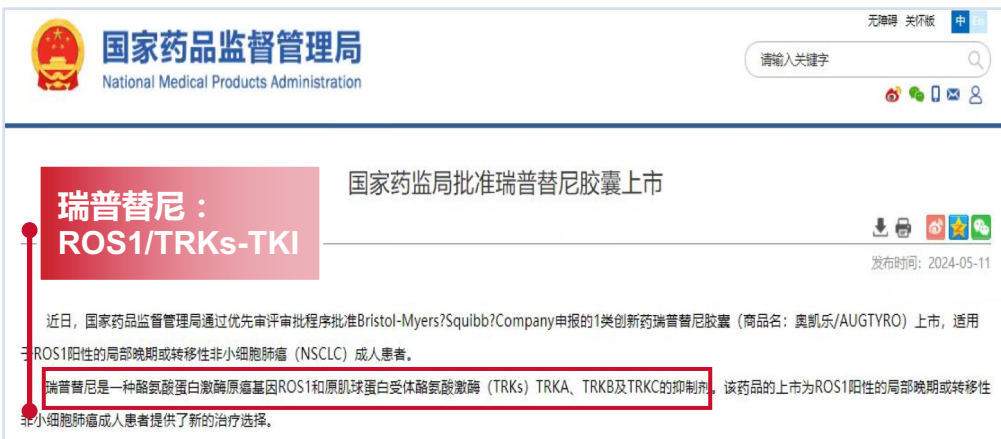 无障碍 关怀版 中 En
国家药品监督管理局
National Medical Products Administration
请输入关键字
国家药监局批准瑞普替尼胶囊上市
瑞普替尼：
ROS1/TRKs-TKI
发布时间：2024-05-11
近日，国家药品监督管理局通过优先审评审批程序批准Bristol-Myers?Squibb?Company申报的1类创新药瑞普替尼胶囊（商品名：奥凯乐/AUGTYRO）上市，适用
于ROS1阳性的局部晚期或转移性非小细胞肺癌（NSCLC）成人患者。
瑞普替尼是一种酪氨酸蛋白激酶原癌基因ROS1和原肌球蛋白受体酪氨酸激酶（TRKs）TRKA、TRKB及TRKC的抑制剂。该药品的上市为ROS1阳性的局部晚期或转移性
非小细胞肺癌成人患者提供了新的治疗选择。